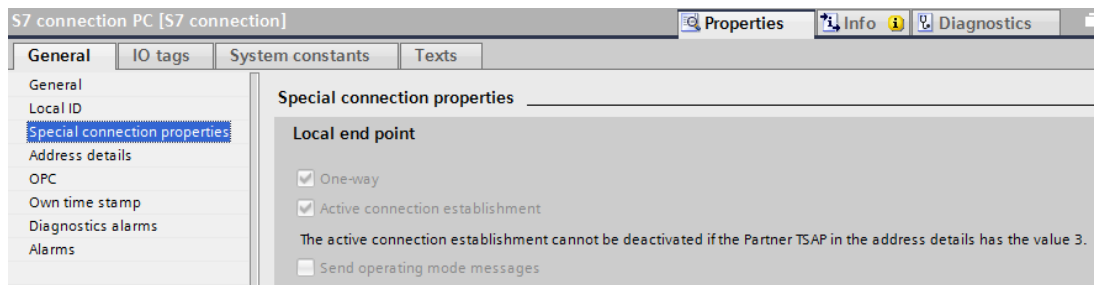 S7 connection PC [S7 connection]
Properties
Info
Diagnostics
General
IO tags
System constants
Texts
General
Local ID
Special connection properties
Address details
OPC
Own time stamp
Diagnostics alarms
Alarms
Special connection properties
Local end point
One-way
Active connection establishment
The active connection establishment cannot be deactivated if the Partner TSAP in the address details has the value 3.
Send operating mode messages